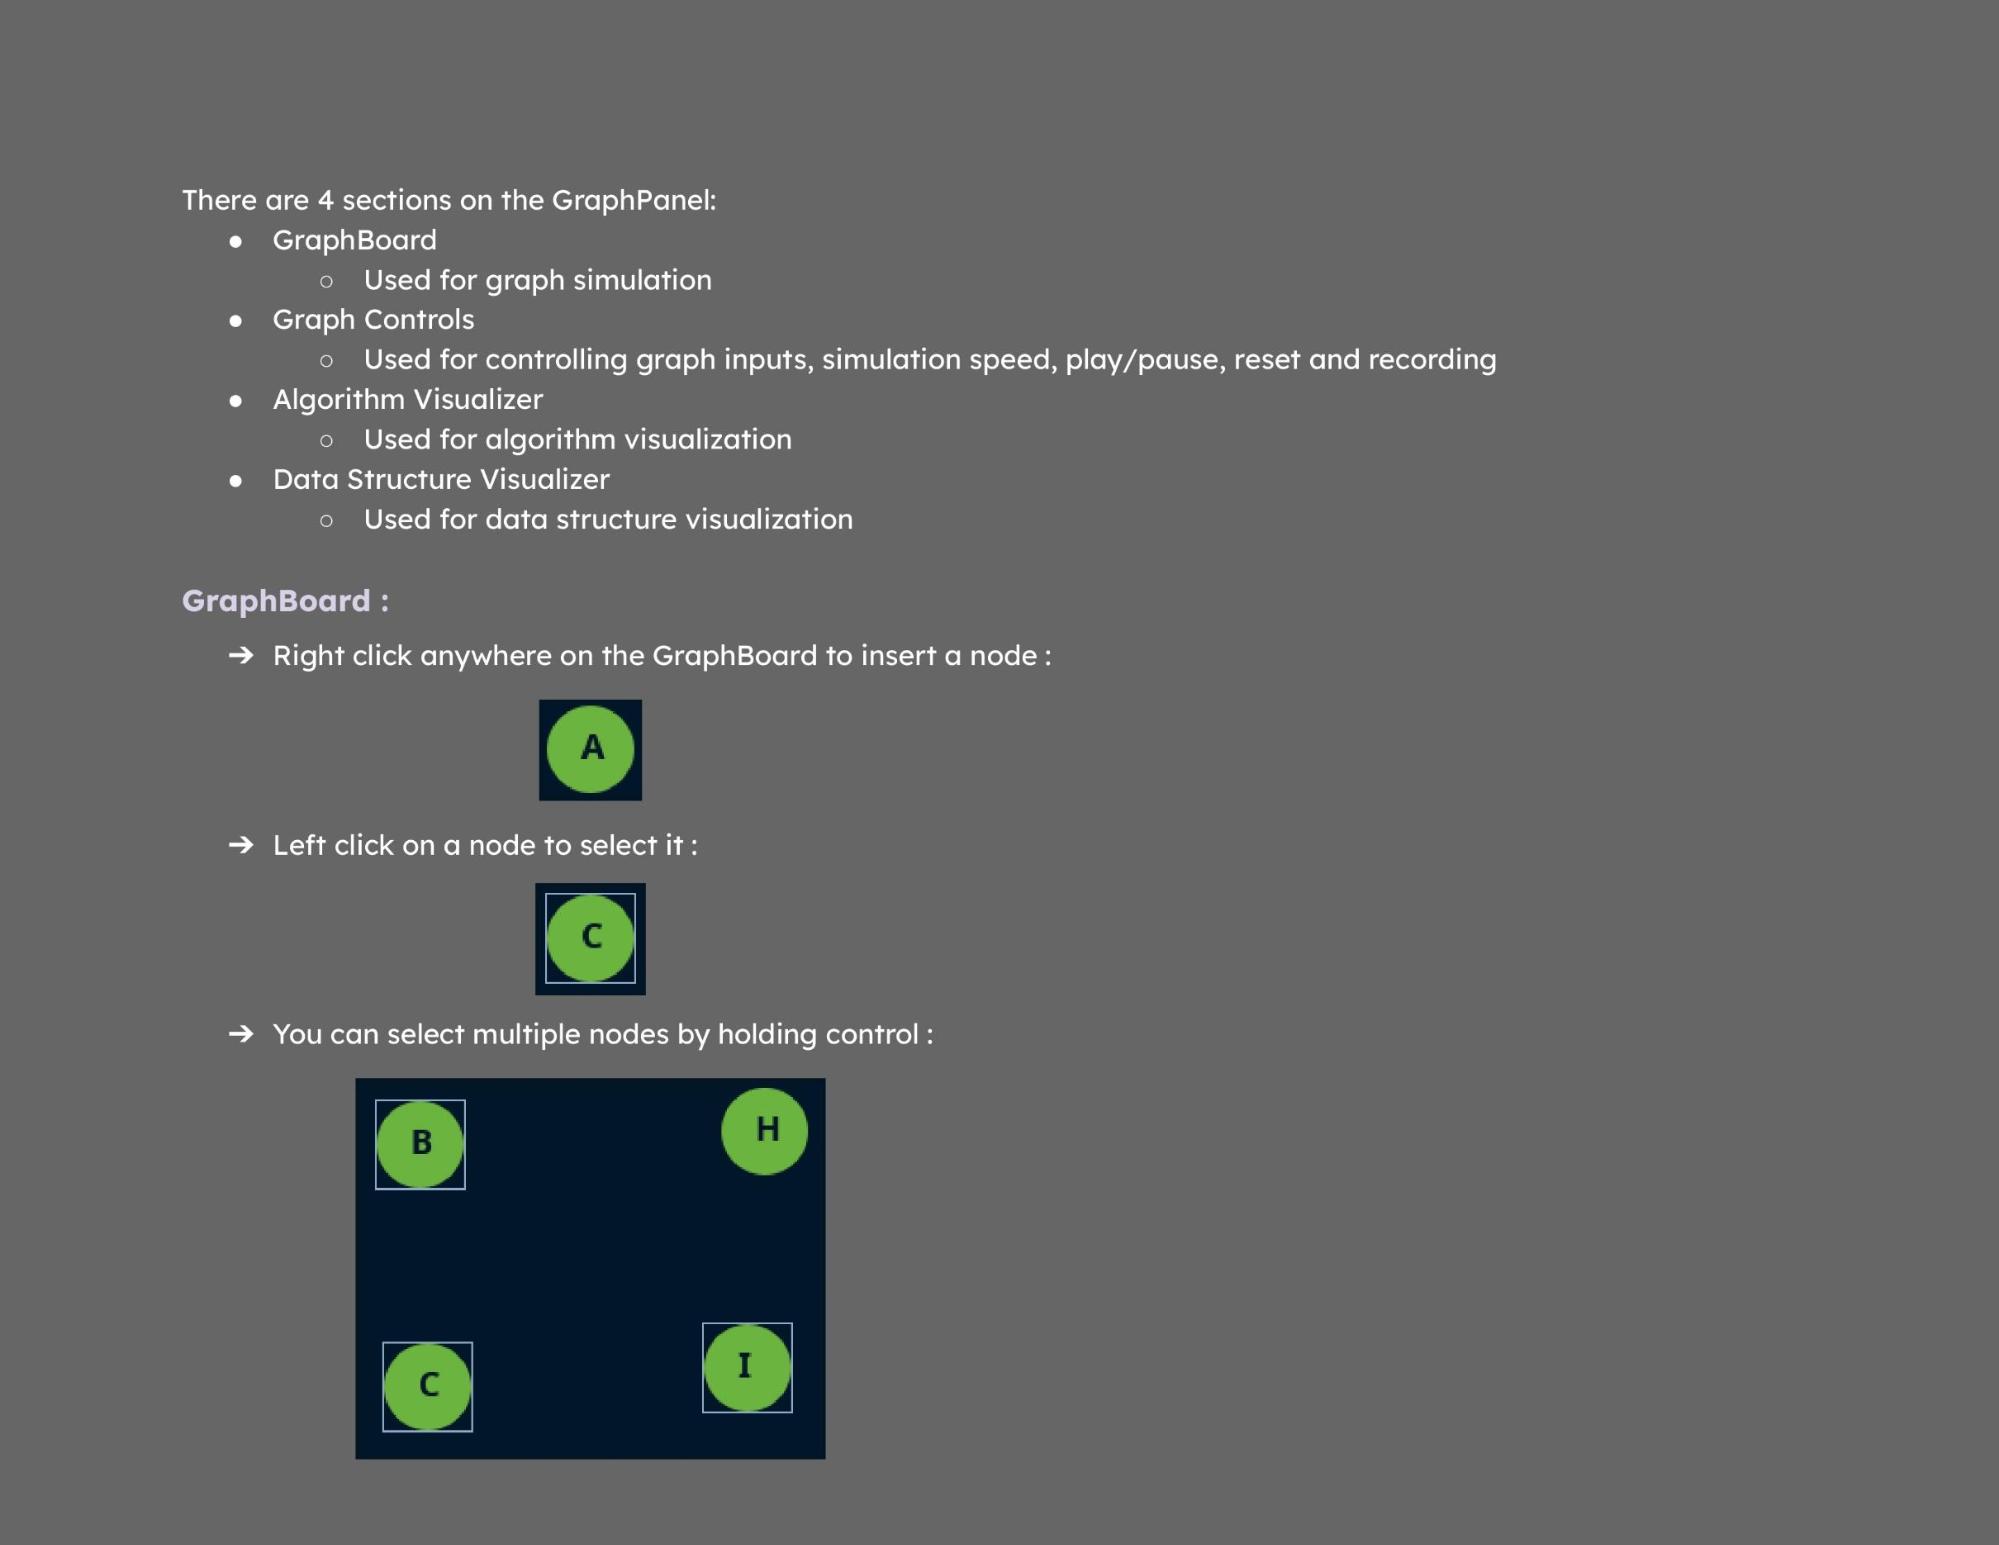 There are 4 sections on the GraphPanel:
● GraphBoard
○ Used for graph simulation
● Graph Controls
○ Used for controlling graph inputs, simulation speed, play/pause, reset and recording
● Algorithm Visualizer
○ Used for algorithm visualization
● Data Structure Visualizer
○ Used for data structure visualization
GraphBoard :
➔ Right click anywhere on the GraphBoard to insert a node :
A
➔ Left click on a node to select it :
C
➔ You can select multiple nodes by holding control :
B
H
C
I